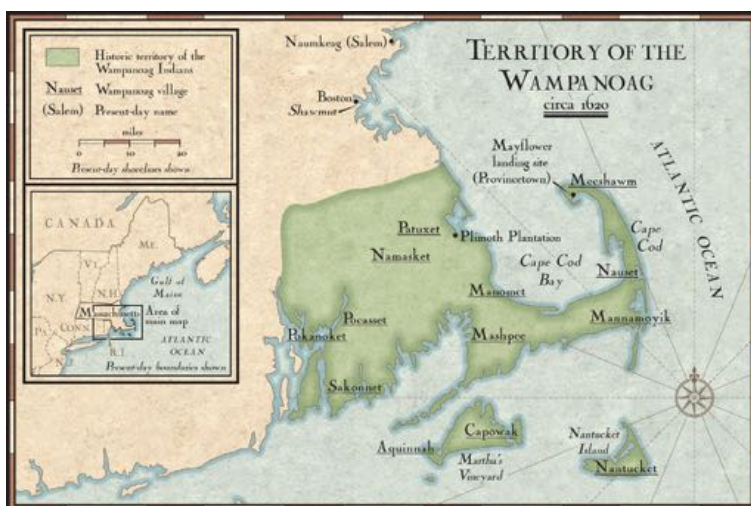 Historic territory of the
Wampanoag Indians
Nauset
Wampanoag village
(Salem)
Present-day name
miles
0 10 20
Present-day shorelines shown
CANADA
ME.
VT.
N.H.
N.Y.
Gulf of
Maine
Massachusetts
Area of
main map
PA.
CONN.
R.I.
ATLANTIC
OCEAN
Present-day boundaries shown
TERRITORY OF THE
WAMPANOAG
circa 1620
Naumkeag (Salem)
Boston
Shawmut
Mayflower
landing site
(Provincetown)
Meeshawm
ATLANTIC OCEAN
Patuxet
Plimoth Plantation
Cape
Cod
Namasket
Cape Cod
Bay
Nauset
Manomet
Pocasset
Mannamoyik
Pokanoket
Mashpee
Sakonnet
Capowak
Aquinnah
Martha's
Vineyard
Nantucket
Island
Nantucket